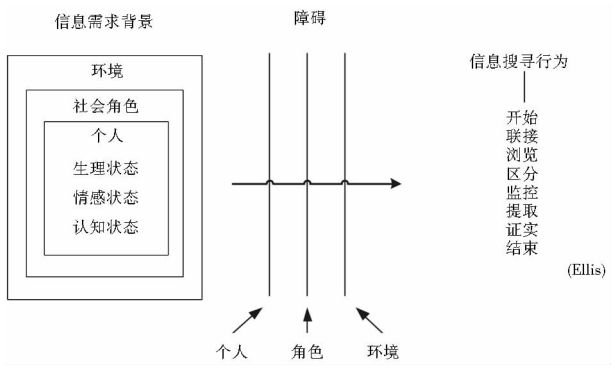 信息需求背景
障碍
环境
社会角色
个人
生理状态
情感状态
认知状态
信息搜寻行为
开始
联接
浏览
区分
监控
提取
证实
结束
(Ellis)
个人
角色
环境